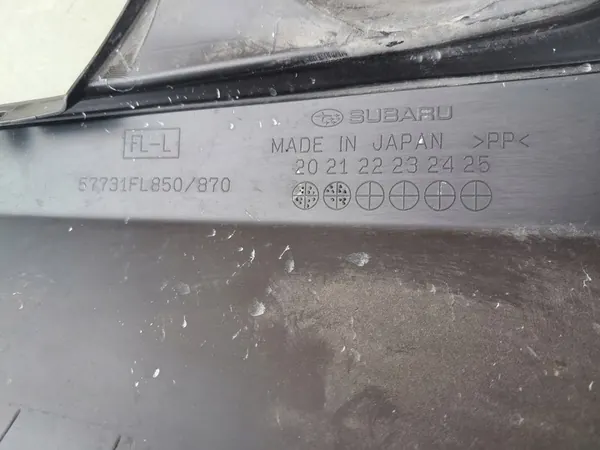 SUBARU
FL-L
MADE IN JAPAN >PP<
57731FL850/870
20 21 22 23 24 25